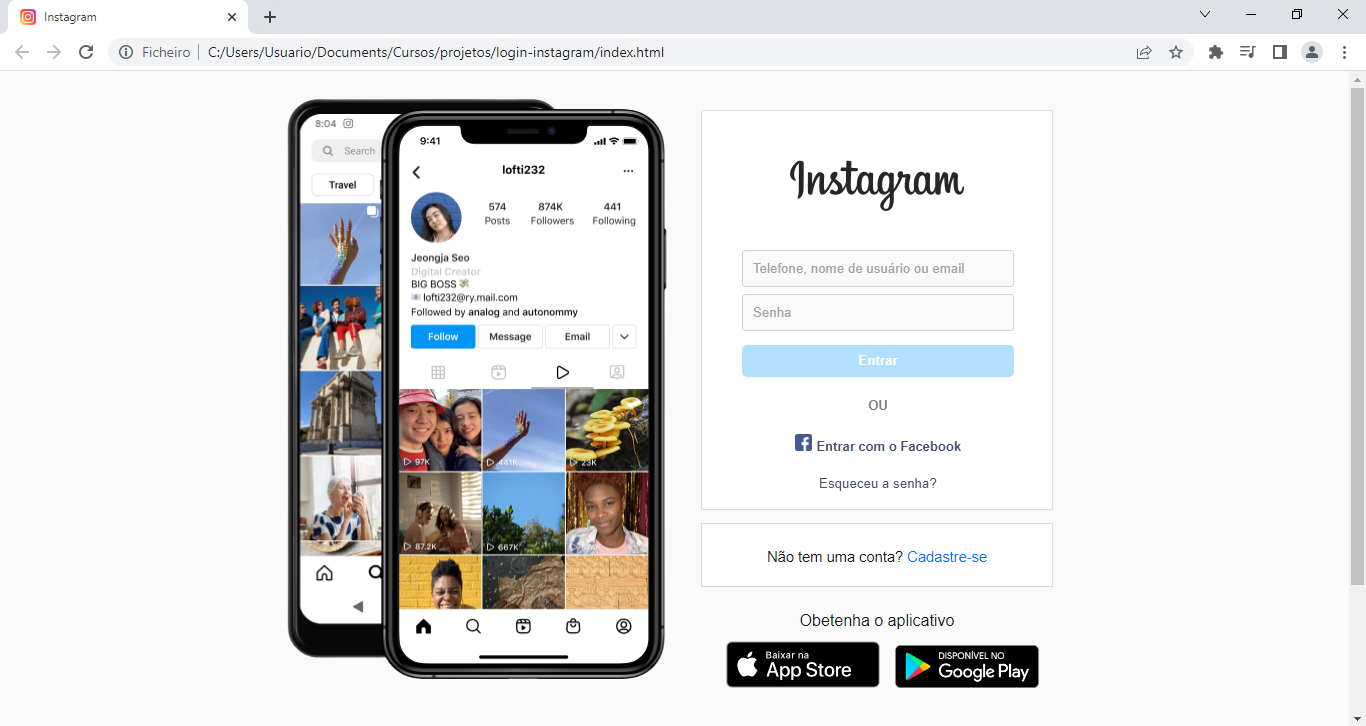 Instagram
Ficheiro
C:/Users/Usuario/Documents/Cursos/projetos/login-instagram/index.html
8:04
Search
Travel
9:41
lofti232
574 874K 441
Posts Followers Following
Jeongja Seo
Digital Creator
BIG BOSS 💸
📧 lofti232@ry.mail.com
Followed by analog and autonommy
Follow Message Email
97K 441K 23K
87.2K 667K
Instagram
Telefone, nome de usuário ou email
Senha
Entrar
OU
Entrar com o Facebook
Esqueceu a senha?
Não tem uma conta? Cadastre-se
Obetenha o aplicativo
Baixar na
App Store
DISPONÍVEL NO
Google Play